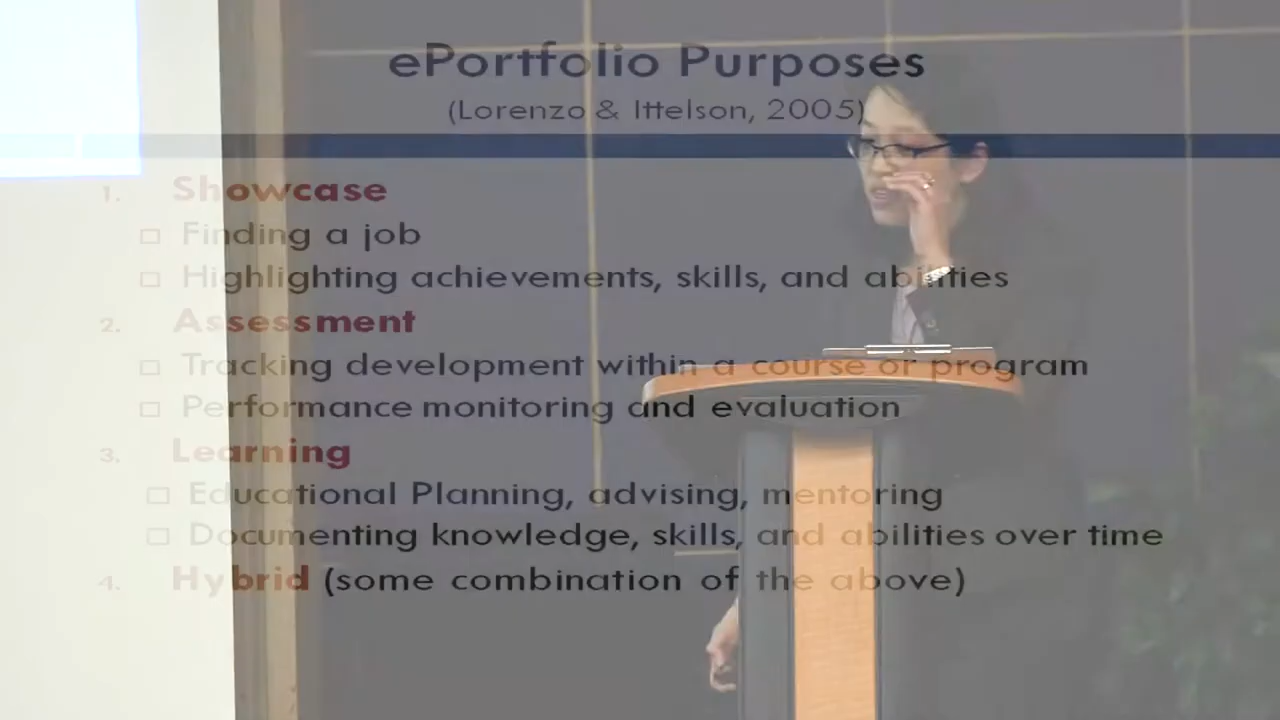 ePortfolio Purposes
(Lorenzo & Ittelson, 2005)
1. Showcase
□ Finding a job
□ Highlighting achievements, skills, and abilities
2. Assessment
□ Tracking development within a course or program
□ Performance monitoring and evaluation
3. Learning
□ Educational Planning, advising, mentoring
□ Documenting knowledge, skills, and abilities over time
4. Hybrid (some combination of the above)